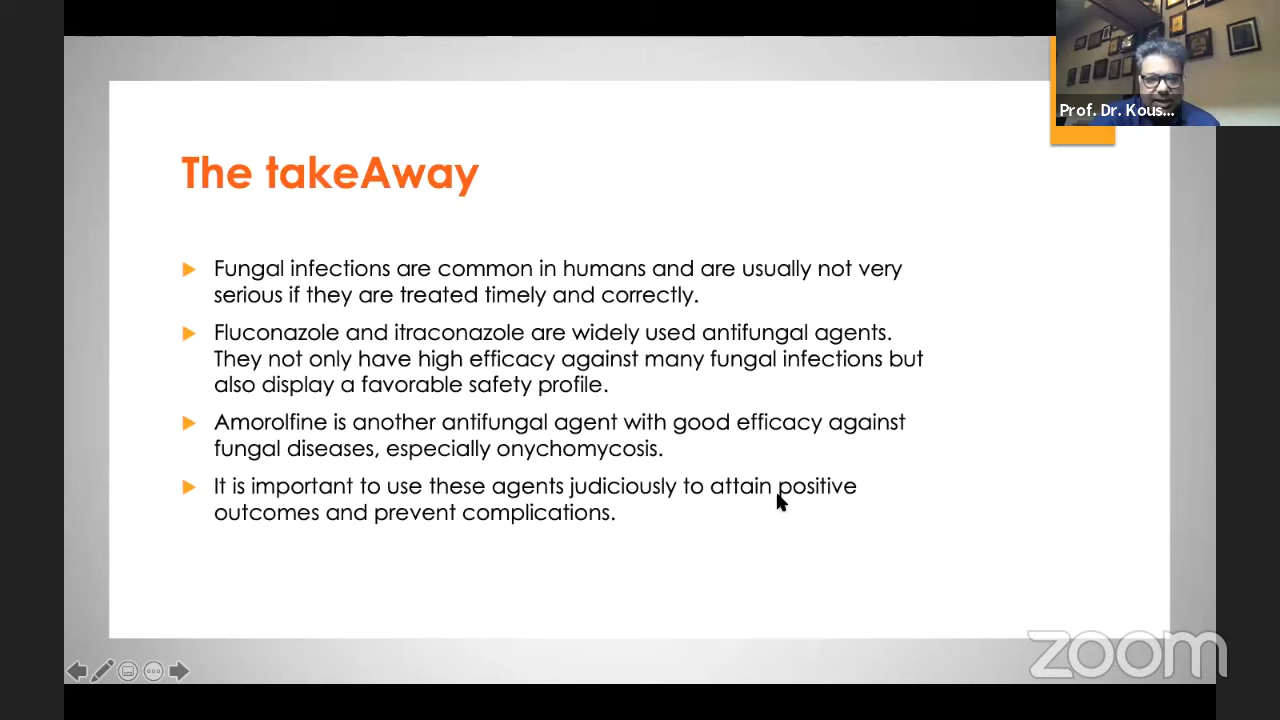 Prof. Dr. Kous...
The takeAway
Fungal infections are common in humans and are usually not very
serious if they are treated timely and correctly.
Fluconazole and itraconazole are widely used antifungal agents.
They not only have high efficacy against many fungal infections but
also display a favorable safety profile.
Amorolfine is another antifungal agent with good efficacy against
fungal diseases, especially onychomycosis.
It is important to use these agents judiciously to attain positive
outcomes and prevent complications.
zoom